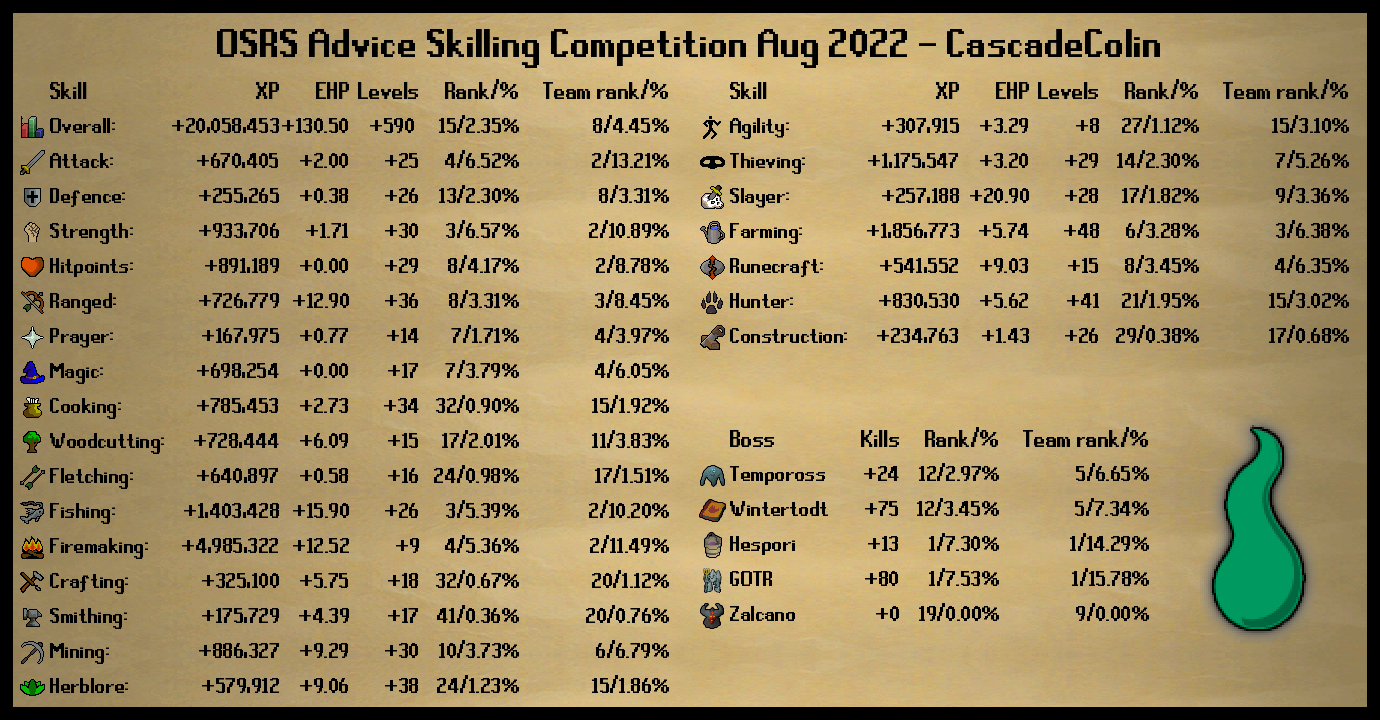 OSRS Advice Skilling Competition Aug 2022 - CascadeColin
Skill XP EHP Levels Rank/% Team rank/%
Overall: +20,058,453 +130.50 +590 15/2.35% 8/4.45%
Attack: +670,405 +2.00 +25 4/6.52% 2/13.21%
Defence: +255,265 +0.38 +26 13/2.30% 8/3.31%
Strength: +933,706 +1.71 +30 3/6.57% 2/10.89%
Hitpoints: +891,189 +0.00 +29 8/4.17% 2/8.78%
Ranged: +726,779 +12.90 +36 8/3.31% 3/8.45%
Prayer: +167,975 +0.77 +14 7/1.71% 4/3.97%
Magic: +698,254 +0.00 +17 7/3.79% 4/6.05%
Cooking: +785,453 +2.73 +34 32/0.90% 15/1.92%
Woodcutting: +728,444 +6.09 +15 17/2.01% 11/3.83%
Fletching: +640,897 +0.58 +16 24/0.98% 17/1.51%
Fishing: +1,403,428 +15.90 +26 3/5.39% 2/10.20%
Firemaking: +4,985,322 +12.52 +9 4/5.36% 2/11.49%
Crafting: +325,100 +5.75 +18 32/0.67% 20/1.12%
Smithing: +175,729 +4.39 +17 41/0.36% 20/0.76%
Mining: +886,327 +9.29 +30 10/3.73% 6/6.79%
Herblore: +579,912 +9.06 +38 24/1.23% 15/1.86%
Skill XP EHP Levels Rank/% Team rank/%
Agility: +307,915 +3.29 +8 27/1.12% 15/3.10%
Thieving: +1,175,547 +3.20 +29 14/2.30% 7/5.26%
Slayer: +257,188 +20.90 +28 17/1.82% 9/3.36%
Farming: +1,856,773 +5.74 +48 6/3.28% 3/6.38%
Runecraft: +541,552 +9.03 +15 8/3.45% 4/6.35%
Hunter: +830,530 +5.62 +41 21/1.95% 15/3.02%
Construction: +234,763 +1.43 +26 29/0.38% 17/0.68%
Boss Kills Rank/% Team rank/%
Tempoross +24 12/2.97% 5/6.65%
Wintertodt +75 12/3.45% 5/7.34%
Hespori +13 1/7.30% 1/14.29%
GOTR +80 1/7.53% 1/15.78%
Zalcano +0 19/0.00% 9/0.00%